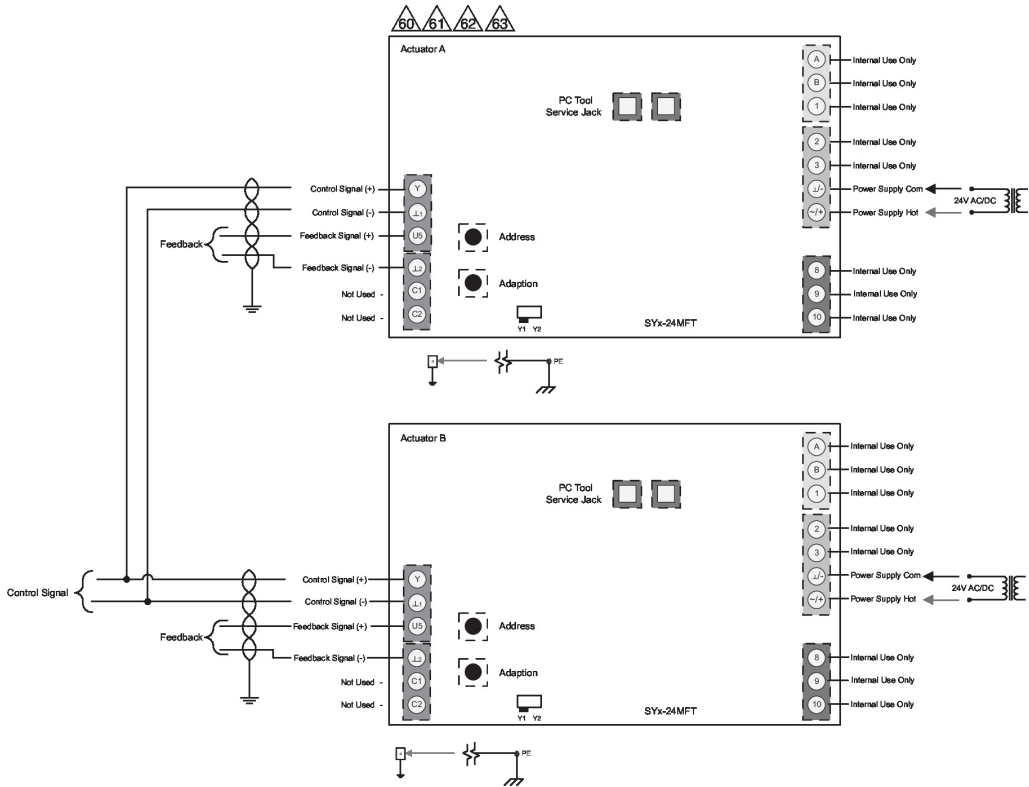 60 61 62 63
Actuator A
A Internal Use Only
B Internal Use Only
PC Tool
Service Jack
1 Internal Use Only
2 Internal Use Only
3 Internal Use Only
Control Signal (+) Y
⊥/- Power Supply Com
24V AC/DC
Control Signal (-) ⊥1
~/+ Power Supply Hot
Feedback Signal (+) U5
Address
Feedback
Feedback Signal (-) ⊥2
8 Internal Use Only
Adaption
Not Used - C1
9 Internal Use Only
Not Used - C2
10 Internal Use Only
Y1 Y2
SYx-24MFT
PE
Actuator B
A Internal Use Only
B Internal Use Only
PC Tool
Service Jack
1 Internal Use Only
2 Internal Use Only
3 Internal Use Only
Control Signal (+) Y
⊥/- Power Supply Com
24V AC/DC
Control Signal
Control Signal (-) ⊥1
~/+ Power Supply Hot
Feedback Signal (+) U5
Address
Feedback
Feedback Signal (-) ⊥2
8 Internal Use Only
Adaption
Not Used - C1
9 Internal Use Only
Not Used - C2
10 Internal Use Only
Y1 Y2
SYx-24MFT
PE